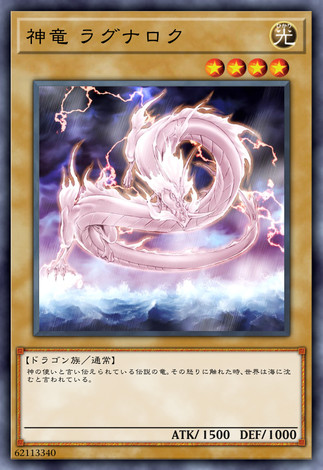 神竜 ラグナロク
光
【ドラゴン族／通常】
神の使いと言い伝えられている伝説の竜。その怒りに触れた時、世界は海に沈
むと言われている。
ATK/1500 DEF/1000
62113340